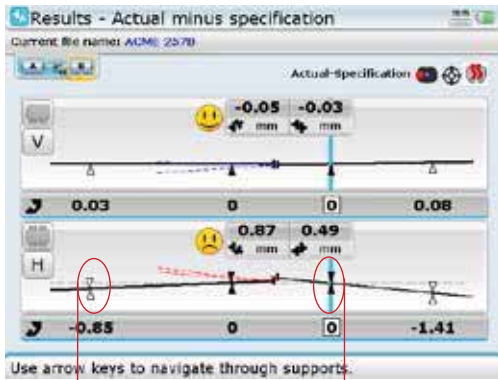 Results - Actual minus specification
Current file name: ACME 2570
A B
Actual-Specification
-0.05 -0.03
mm mm
V
0.03 0 0 0.08
0.87 0.49
mm mm
H
-0.85 0 0 -1.41
Use arrow keys to navigate through supports.